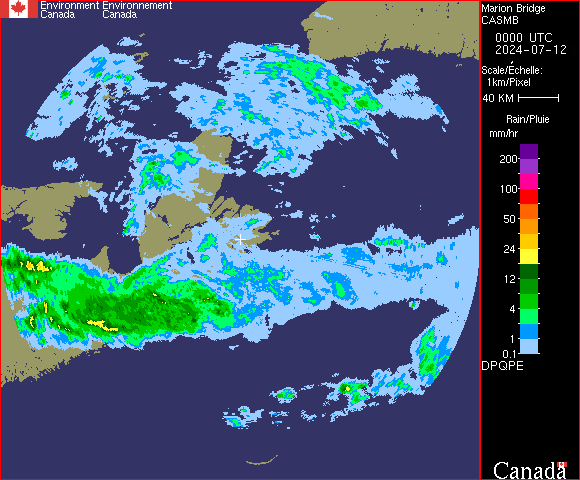 Environment Environnement
Canada Canada
Marion Bridge
CASMB
0000 UTC
2024-07-12
Scale/Échelle:
1km/Pixel
40 KM
Rain/Pluie
mm/hr
200
100
50
24
12
4
1
0.1
DPQPE
Canada